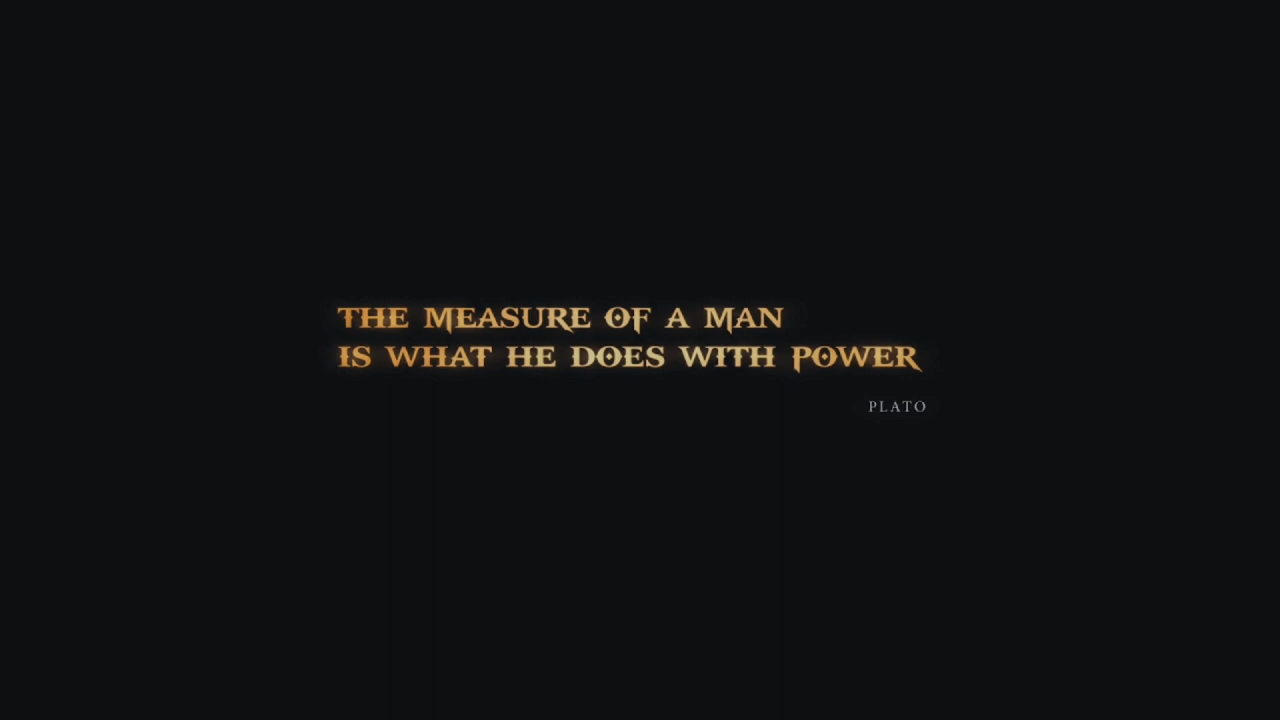 THE MEASURE OF A MAN
IS WHAT HE DOES WITH POWER
PLATO